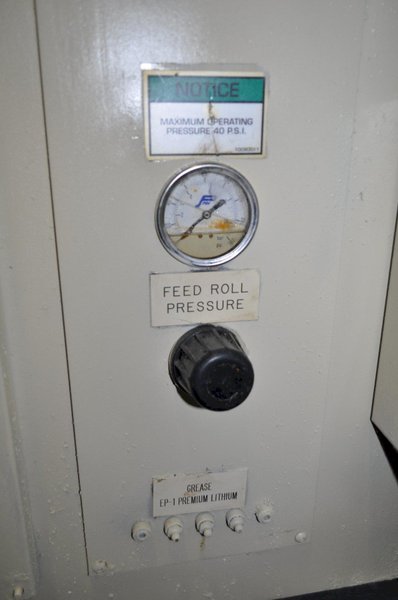 NOTICE
MAXIMUM OPERATING
PRESSURE 40 P.S.I.
FEED ROLL
PRESSURE
GREASE
EP-1 PREMIUM LITHIUM